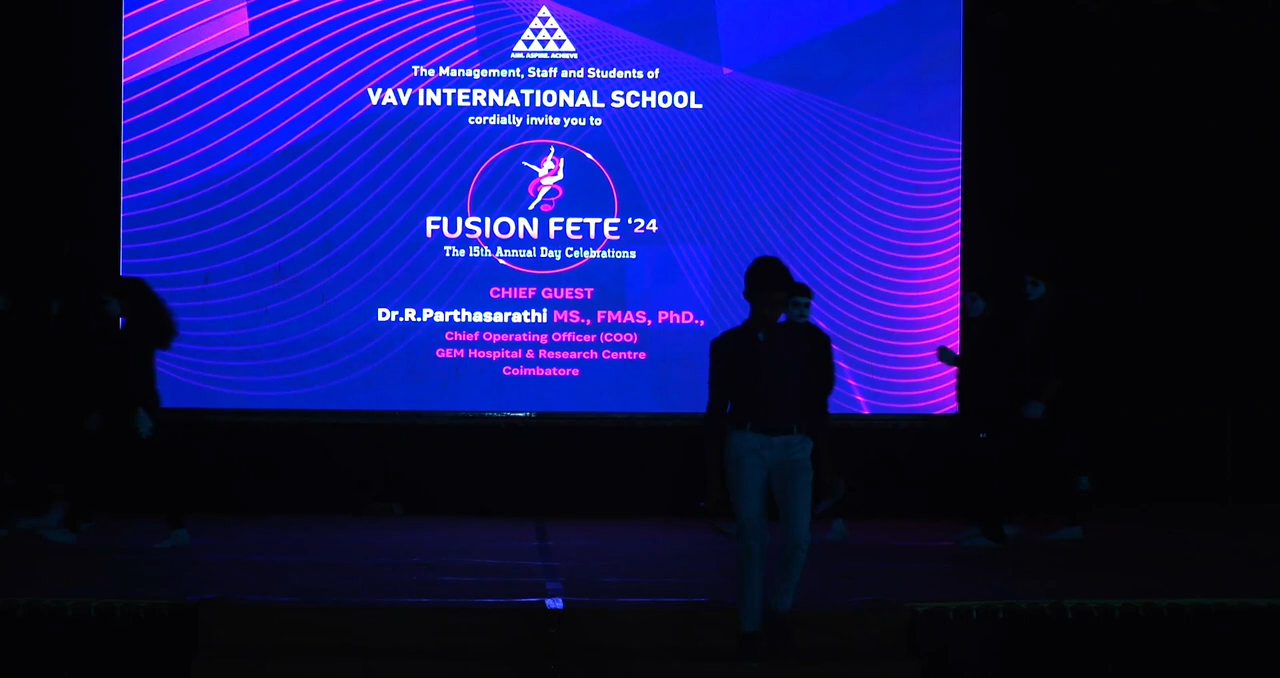 AIM. ASPIRE. ACHIEVE
The Management, Staff and Students of
VAV INTERNATIONAL SCHOOL
cordially invite you to
FUSION FETE ‘24
The 15th Annual Day Celebrations
CHIEF GUEST
Dr.R.Parthasarathi MS., FMAS, PhD.,
Chief Operating Officer (COO)
GEM Hospital & Research Centre
Coimbatore